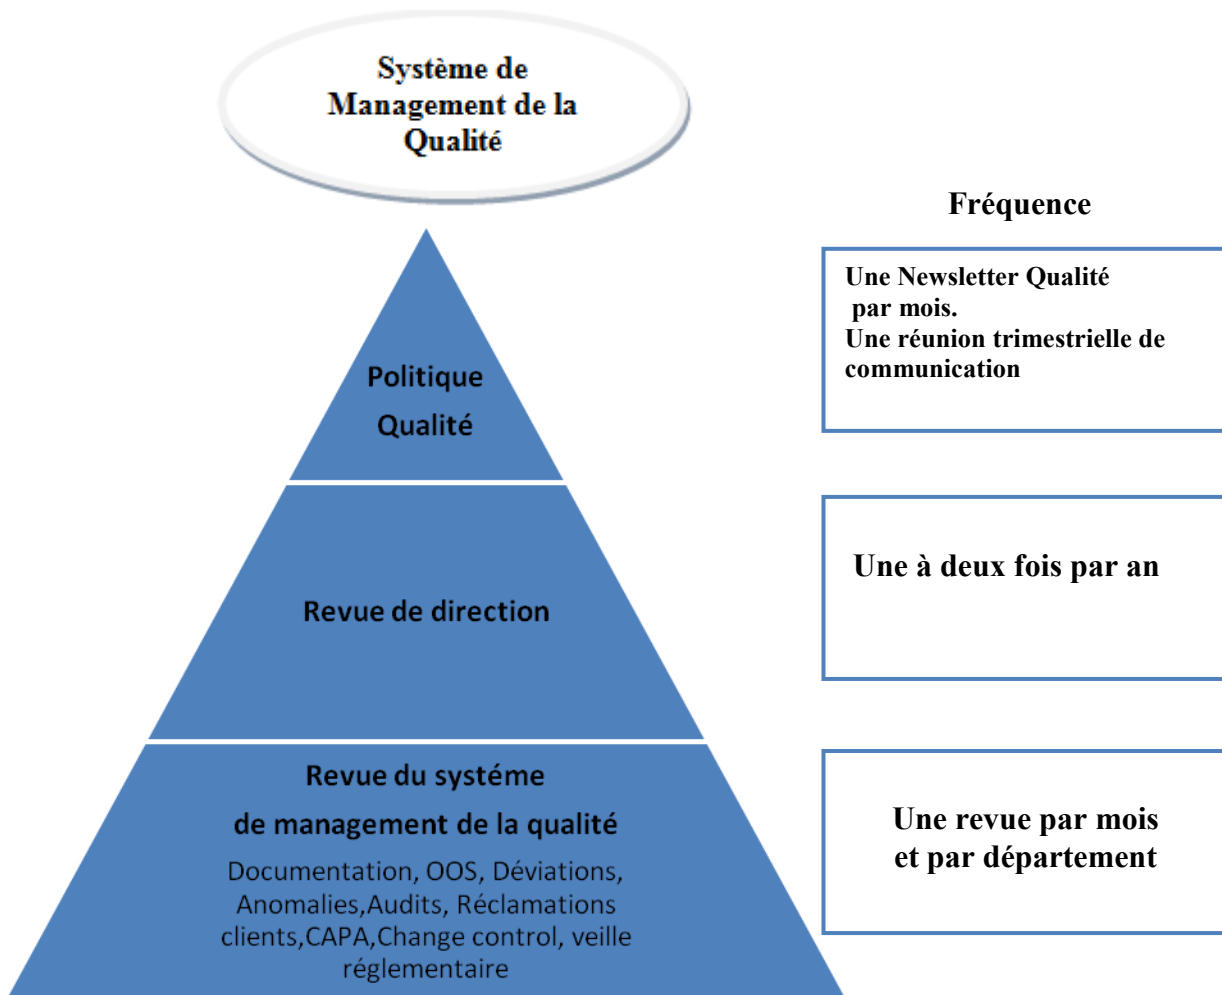 Système de
Management de la
Qualité
Fréquence
Une Newsletter Qualité
par mois.
Une réunion trimestrielle de
communication
Politique
Qualité
Une à deux fois par an
Revue de direction
Revue du systéme
de management de la qualité
Documentation, OOS, Déviations,
Anomalies,Audits, Réclamations
clients,CAPA,Change control, veille
réglementaire
Une revue par mois
et par département